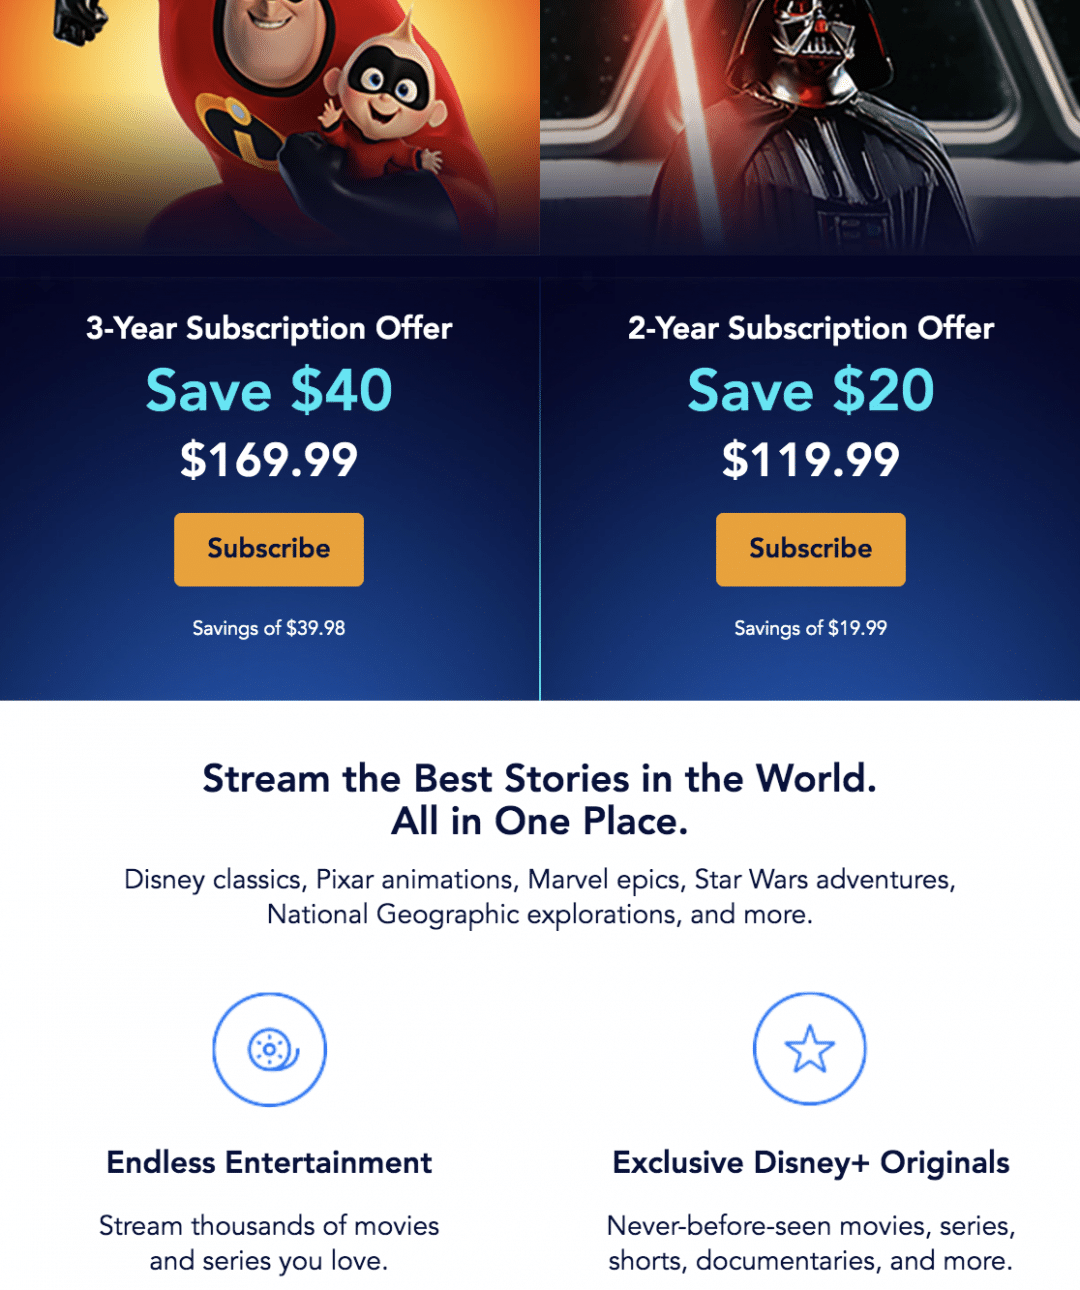 3-Year Subscription Offer
Save $40
$169.99
Subscribe
Savings of $39.98
2-Year Subscription Offer
Save $20
$119.99
Subscribe
Savings of $19.99
Stream the Best Stories in the World.
All in One Place.
Disney classics, Pixar animations, Marvel epics, Star Wars adventures,
National Geographic explorations, and more.
Endless Entertainment
Stream thousands of movies
and series you love.
Exclusive Disney+ Originals
Never-before-seen movies, series,
shorts, documentaries, and more.